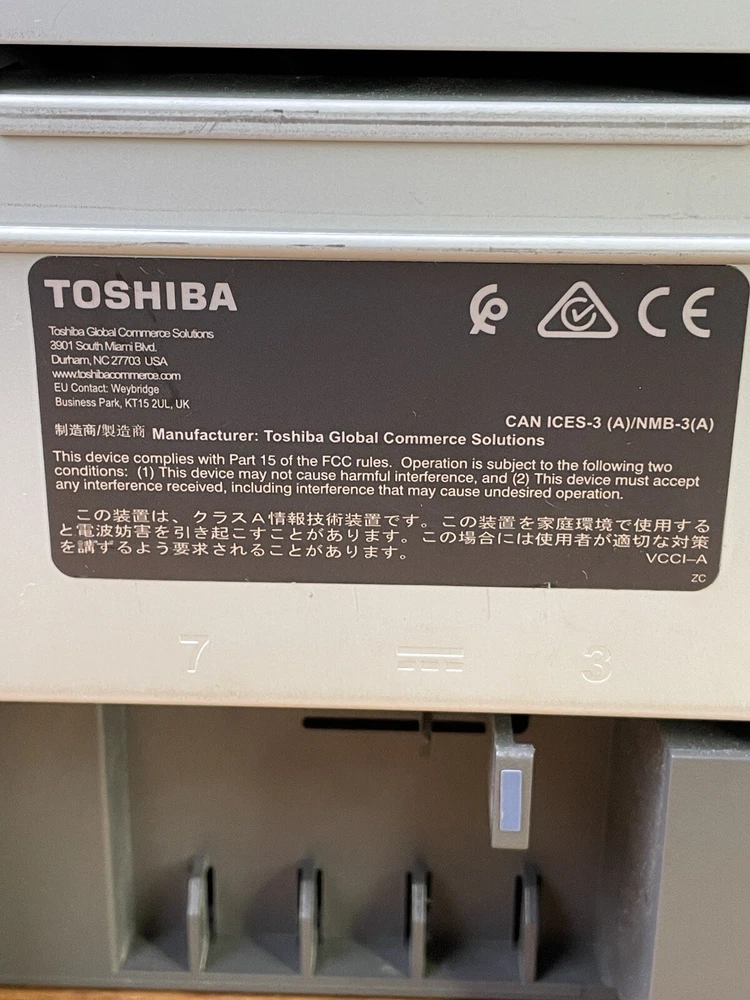 TOSHIBA
Toshiba Global Commerce Solutions
3901 South Miami Blvd.
Durham, NC 27703 USA
www.toshibacommerce.com
EU Contact: Weybridge
Business Park, KT15 2UL, UK
CAN ICES-3 (A)/NMB-3(A)
制造商/製造商 Manufacturer: Toshiba Global Commerce Solutions
This device complies with Part 15 of the FCC rules. Operation is subject to the following two
conditions: (1) This device may not cause harmful interference, and (2) This device must accept
any interference received, including interference that may cause undesired operation.
この装置は、クラスA情報技術装置です。この装置を家庭環境で使用する
と電波妨害を引き起こすことがあります。この場合には使用者が適切な対策
を講ずるよう要求されることがあります。
VCCI–A
ZC
7 3